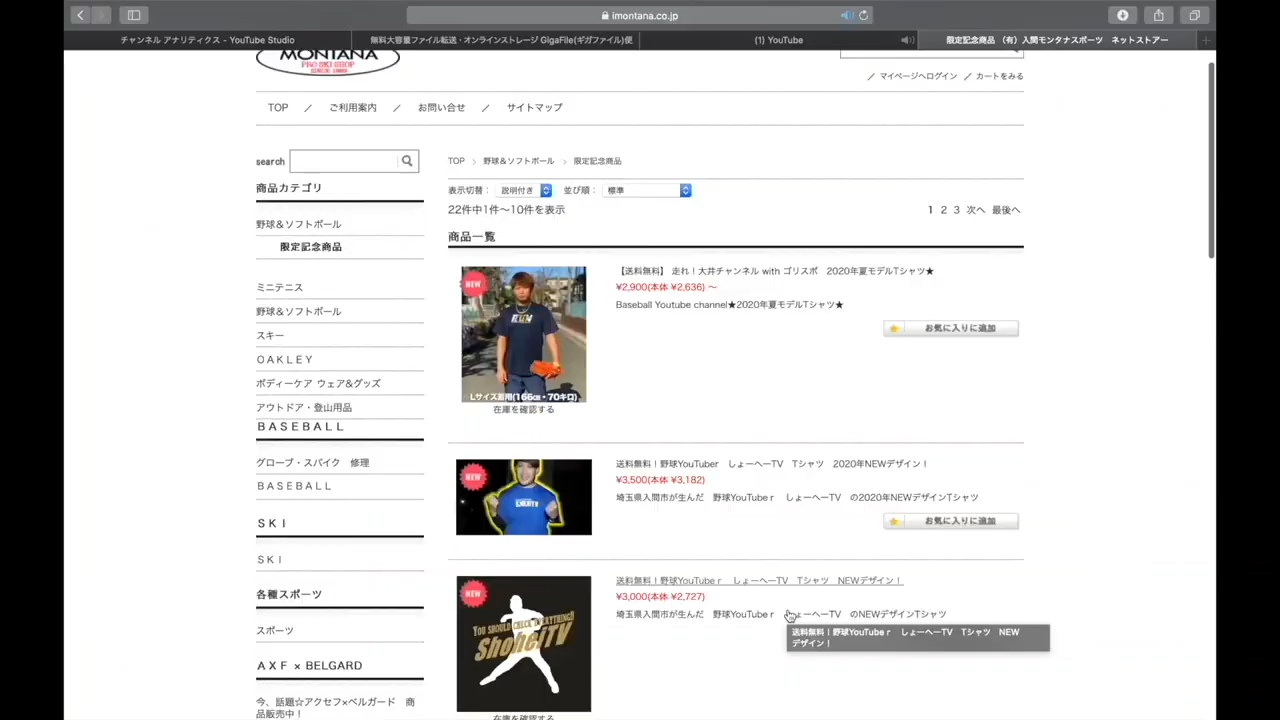 imontana.co.jp
チャンネル アナリティクス - YouTube Studio
無料大容量ファイル転送・オンラインストレージ GigaFile(ギガファイル)便
(1) YouTube
限定記念商品 (有)入間モンタナスポーツ ネットストアー
MONTANA
PRO SKI SHOP
／ マイページへログイン ／ カートをみる
TOP ／ ご利用案内 ／ お問い合せ ／ サイトマップ
search
商品カテゴリ
野球＆ソフトボール
限定記念商品
ミニテニス
野球＆ソフトボール
スキー
ＯＡＫＬＥＹ
ボディーケア ウェア&グッズ
アウトドア・登山用品
ＢＡＳＥＢＡＬＬ
グローブ・スパイク 修理
ＢＡＳＥＢＡＬＬ
ＳＫＩ
ＳＫＩ
各種スポーツ
スポーツ
ＡＸＦ × BELGARD
今、話題☆アクセフ×ベルガード 商
品販売中！
TOP > 野球＆ソフトボール > 限定記念商品
表示切替： 説明付き 並び順： 標準
22件中1件〜10件を表示
1 2 3 次へ 最後へ
商品一覧
NEW
Lサイズ着用(166cm・70キロ)
在庫を確認する
【送料無料】 走れ！大井チャンネル with ゴリスポ 2020年夏モデルTシャツ★
¥2,900(本体 ¥2,636) 〜
Baseball Youtube channel★2020年夏モデルTシャツ★
お気に入りに追加
NEW
送料無料！野球YouTuber しょーへーTV Tシャツ 2020年NEWデザイン！
¥3,500(本体 ¥3,182)
埼玉県入間市が生んだ 野球YouTubeｒ しょーへーTV の2020年NEWデザインTシャツ
お気に入りに追加
NEW
YOU SHOULD CHECK EVERYTHING!!
ShoheiTV
在庫を確認する
送料無料！野球YouTubeｒ しょーへーTV Tシャツ NEWデザイン！
¥3,000(本体 ¥2,727)
埼玉県入間市が生んだ 野球YouTubeｒ しょーへーTV のNEWデザインTシャツ
送料無料！野球YouTubeｒ しょーへーTV Tシャツ NEW
デザイン！